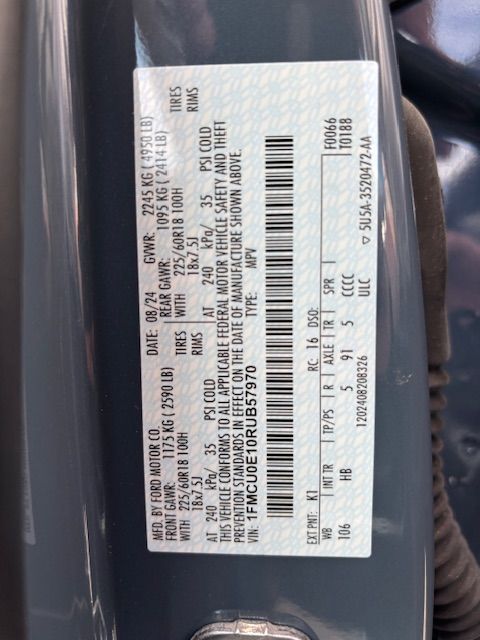 MFD. BY FORD MOTOR CO. DATE: 08/24 GVWR: 2245 KG ( 4950 LB)
FRONT GAWR: 1175 KG ( 2590 LB) REAR GAWR: 1095 KG ( 2414 LB)
WITH 225/60R18 100H TIRES WITH 225/60R18 100H TIRES
18x7.5J RIMS 18x7.5J RIMS
AT 240 kPa/ 35 PSI COLD AT 240 kPa/ 35 PSI COLD
THIS VEHICLE CONFORMS TO ALL APPLICABLE FEDERAL MOTOR VEHICLE SAFETY AND THEFT
PREVENTION STANDARDS IN EFFECT ON THE DATE OF MANUFACTURE SHOWN ABOVE.
VIN: 1FMCU0E10RUB57970 TYPE: MPV
EXT PNT: K1 RC: 16 DSO: F0066
WB INT TR TP/PS R AXLE TR SPR T0188
106 HB 5 91 5 CCCC
ULC
1202408208326 ▽ 5U5A-3520472-AA